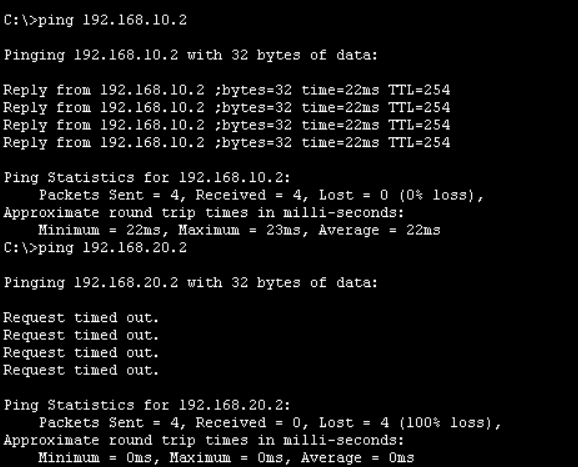 C:\>ping 192.168.10.2
Pinging 192.168.10.2 with 32 bytes of data:
Reply from 192.168.10.2 ;bytes=32 time=22ms TTL=254
Reply from 192.168.10.2 ;bytes=32 time=22ms TTL=254
Reply from 192.168.10.2 ;bytes=32 time=22ms TTL=254
Reply from 192.168.10.2 ;bytes=32 time=22ms TTL=254
Ping Statistics for 192.168.10.2:
Packets Sent = 4, Received = 4, Lost = 0 (0% loss),
Approximate round trip times in milli-seconds:
Minimum = 22ms, Maximum = 23ms, Average = 22ms
C:\>ping 192.168.20.2
Pinging 192.168.20.2 with 32 bytes of data:
Request timed out.
Request timed out.
Request timed out.
Request timed out.
Ping Statistics for 192.168.20.2:
Packets Sent = 4, Received = 0, Lost = 4 (100% loss),
Approximate round trip times in milli-seconds:
Minimum = 0ms, Maximum = 0ms, Average = 0ms